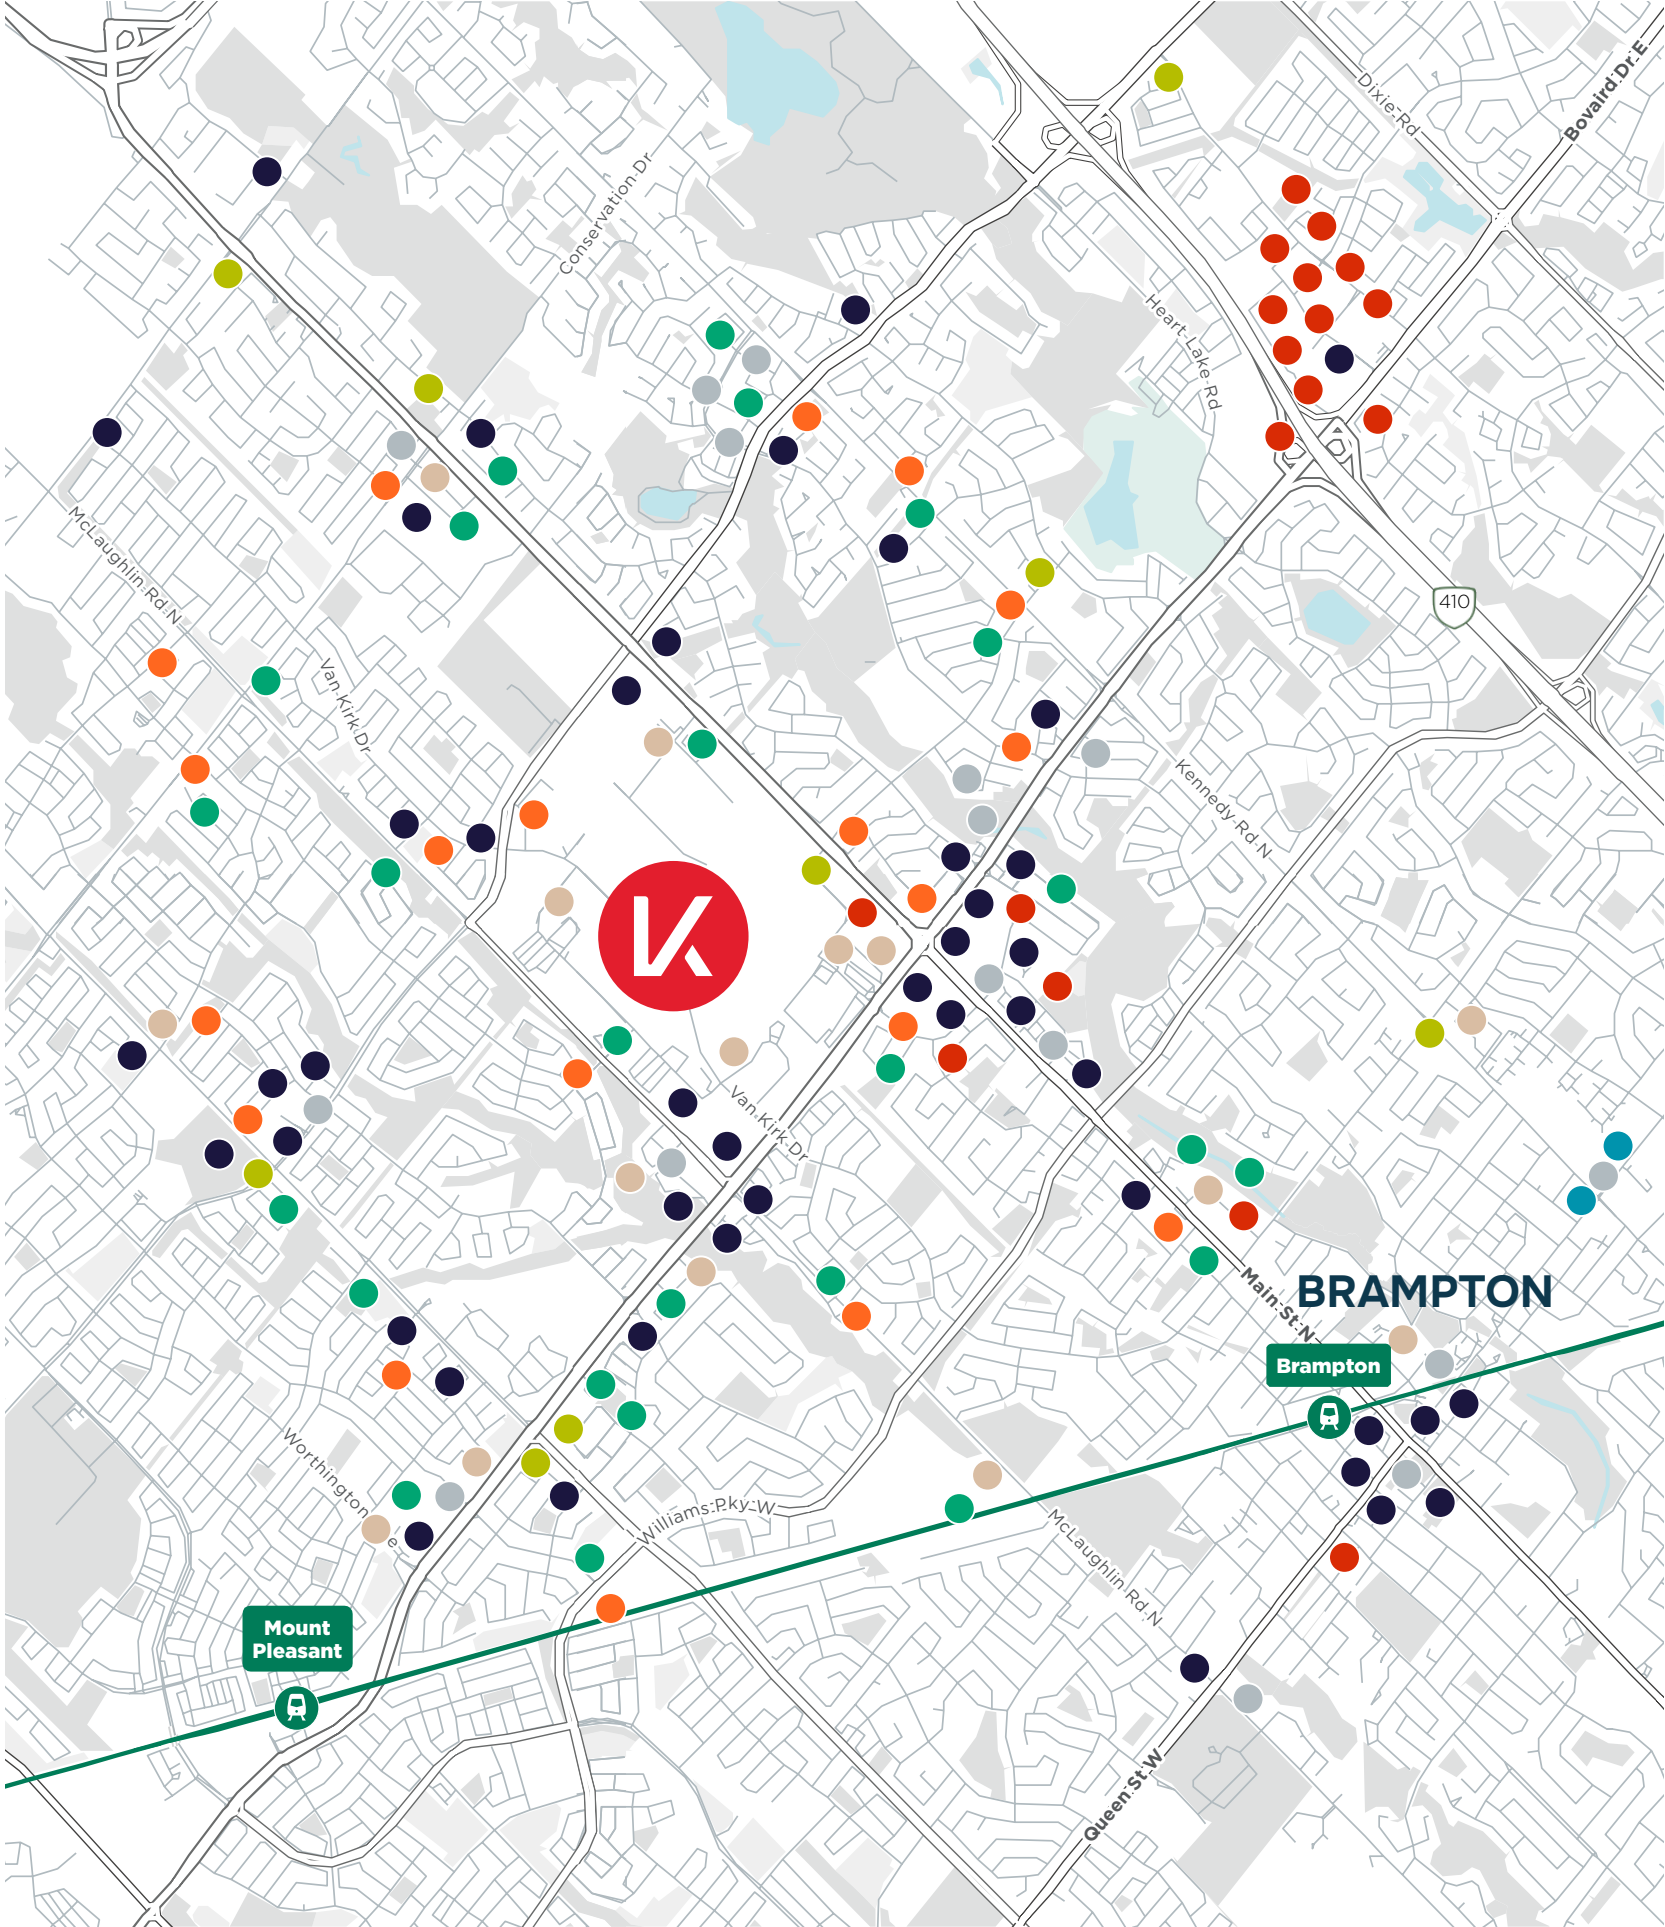 Dixie Rd
Bovaird Dr E
Conservation Dr
Heart Lake Rd
McLaughlin Rd N
410
Van Kirk Dr
Kennedy Rd N
Van Kirk Dr
BRAMPTON
Main St N
Brampton
Worthington
Williams Pky W
McLaughlin Rd N
Mount
Pleasant
Queen St W